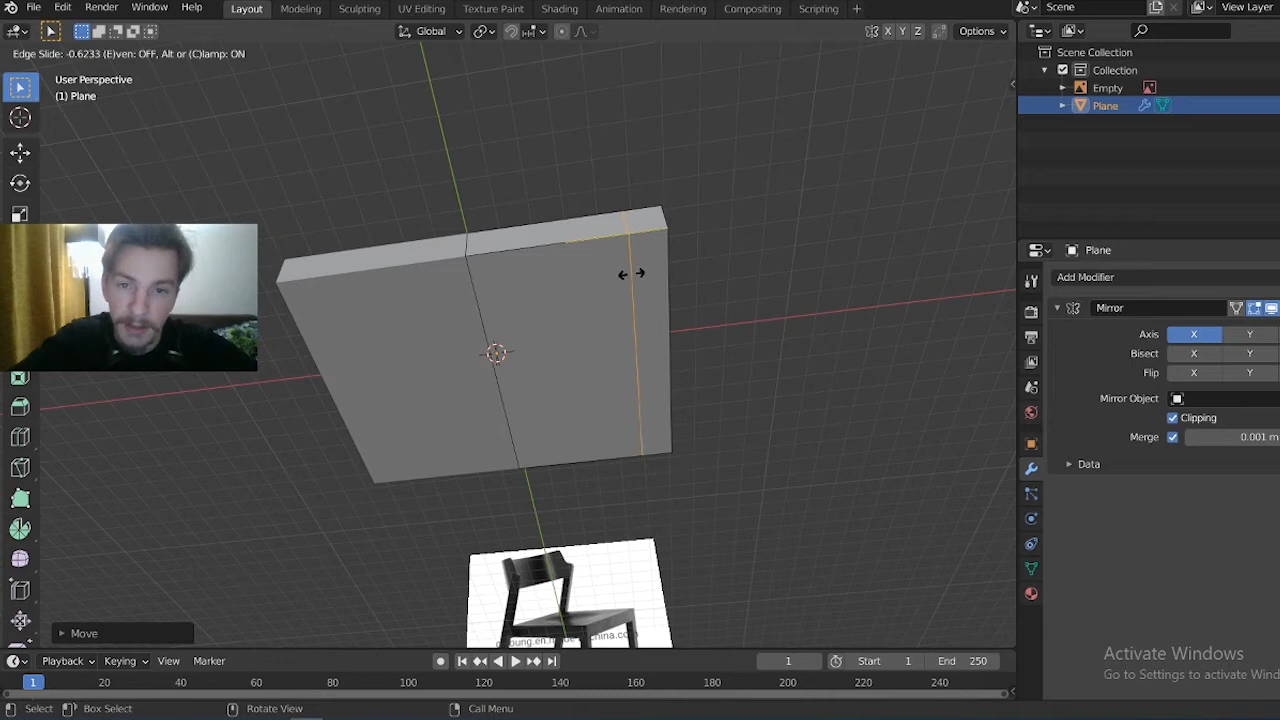 File Edit Render Window Help Layout Modeling Sculpting UV Editing Texture Paint Shading Animation Rendering Compositing Scripting + Scene View Layer
Global X Y Z Options
Edge Slide: -0.6233 (E)ven: OFF, Alt or (C)lamp: ON
User Perspective
(1) Plane
Scene Collection
Collection
Empty
Plane
Plane
Add Modifier
Mirror
Axis X Y
Bisect X Y
Flip X Y
Mirror Object
Clipping
Merge 0.001 m
Data
Move
Playback Keying View Marker 1 Start 1 End 250
1 20 40 60 80 100 120 140 160 180 200 220 240
Activate Windows
Go to Settings to activate Wind
Select Box Select Rotate View Call Menu